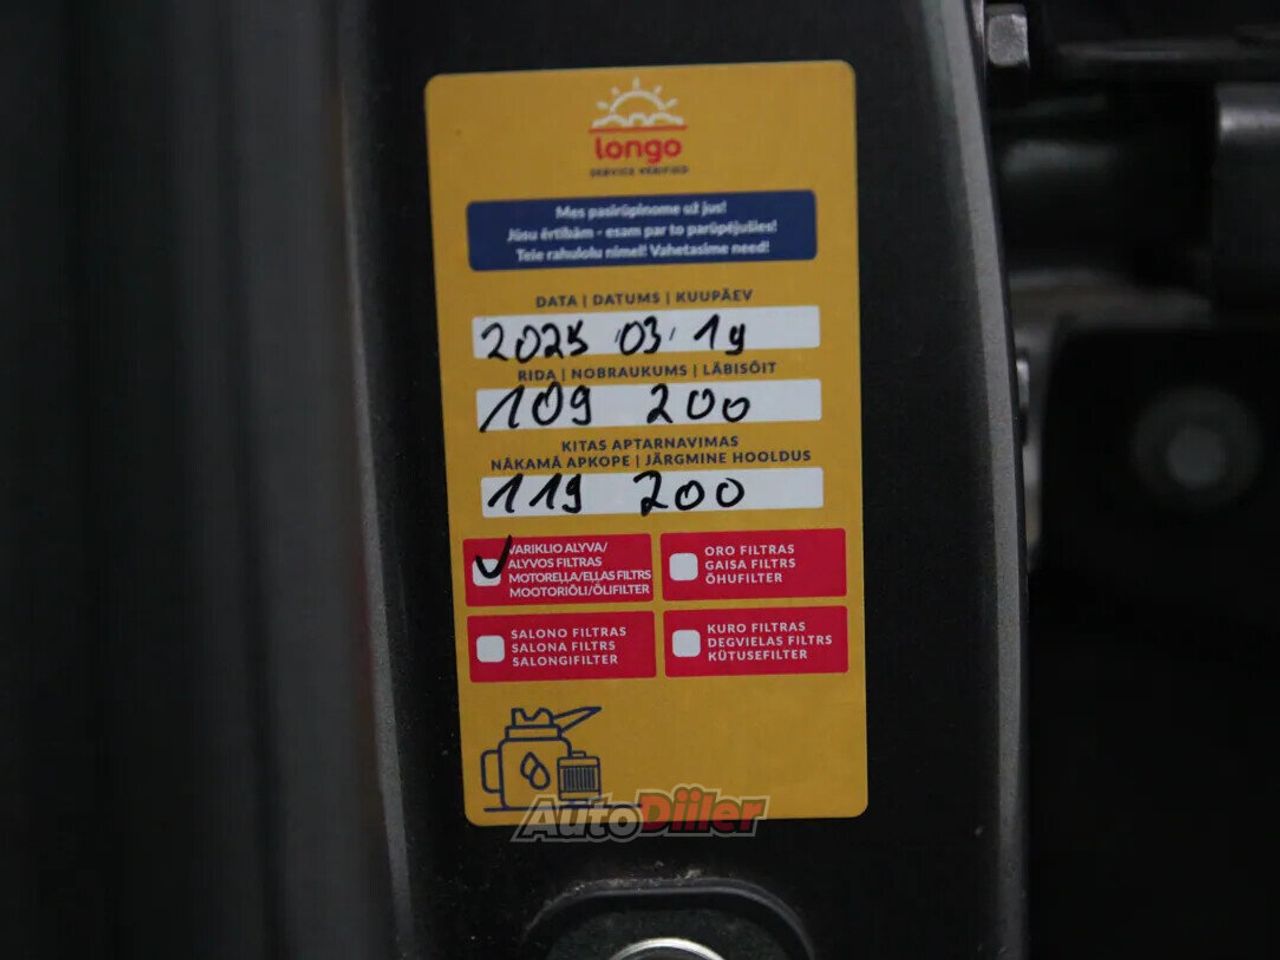 longo
SERVICE VERIFIED
Mes pasirūpinome už jus!
Jūsu ērtībām - esam par to parūpējušies!
Teie rahulolu nimel! Vahetasime need!
DATA | DATUMS | KUUPÄEV
2025.03.19
RIDA | NOBRAUKUMS | LÄBISÕIT
109 200
KITAS APTARNAVIMAS
NĀKAMĀ APKOPE | JÄRGMINE HOOLDUS
119 200
VARIKLIO ALYVA/
ALYVOS FILTRAS
MOTOREĻĻA/EĻĻAS FILTRS
MOOTORIÕLI/ÕLIFILTER
ORO FILTRAS
GAISA FILTRS
ÕHUFILTER
SALONO FILTRAS
SALONA FILTRS
SALONGIFILTER
KURO FILTRAS
DEGVIELAS FILTRS
KÜTUSEFILTER
AutoDiiler